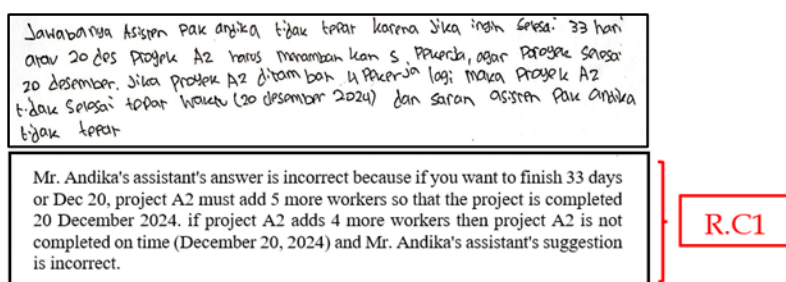 Jawabanya Asisten Pak andika tidak tepat karena Jika ingin Selesai 33 hari
atau 20 des Proyek A2 harus menambah kan 5 Pekerja, agar Proyek Selesai
20 desember. Jika Proyek A2 ditambah 4 Pekerja lagi maka Proyek A2
tidak Selesai tepat waktu (20 desember 2024) dan saran asisten Pak andika
tidak tepat
Mr. Andika's assistant's answer is incorrect because if you want to finish 33 days
or Dec 20, project A2 must add 5 more workers so that the project is completed
20 December 2024. if project A2 adds 4 more workers then project A2 is not
completed on time (December 20, 2024) and Mr. Andika's assistant's suggestion
is incorrect.
R.C1